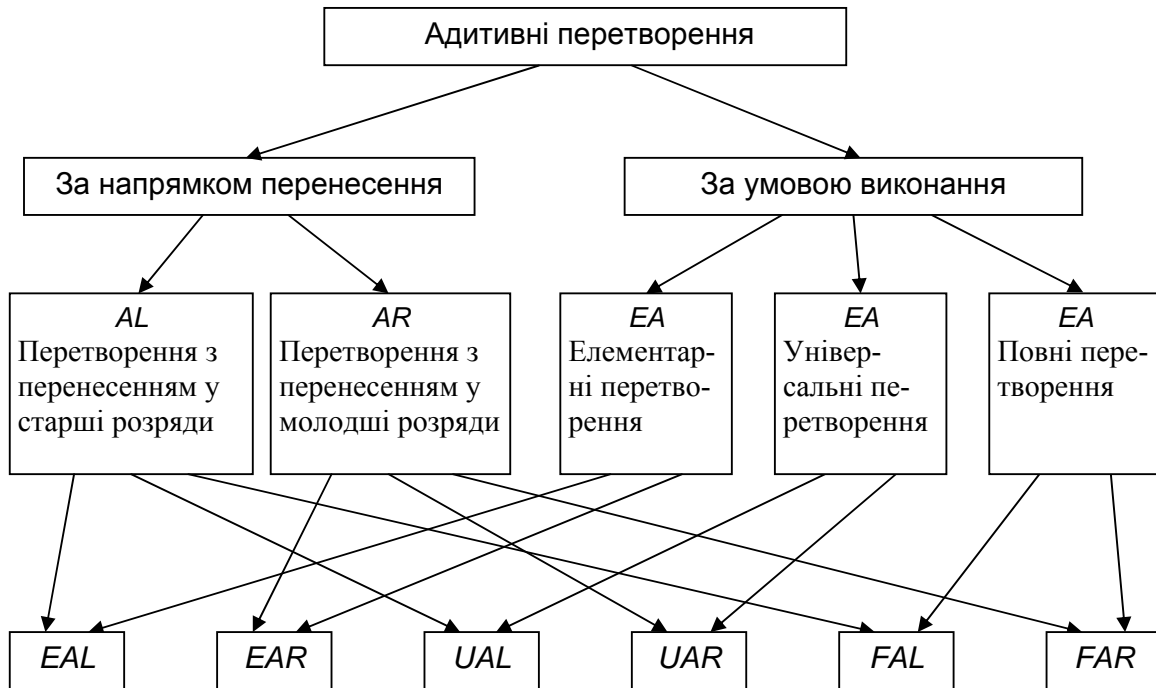 Адитивні перетворення
За напрямком перенесення
За умовою виконання
AL
Перетворення з
перенесенням у
старші розряди
AR
Перетворення з
перенесенням у
молодші розряди
EA
Елементар-
ні перетво-
рення
EA
Універ-
сальні пе-
ретворення
EA
Повні пере-
творення
EAL
EAR
UAL
UAR
FAL
FAR